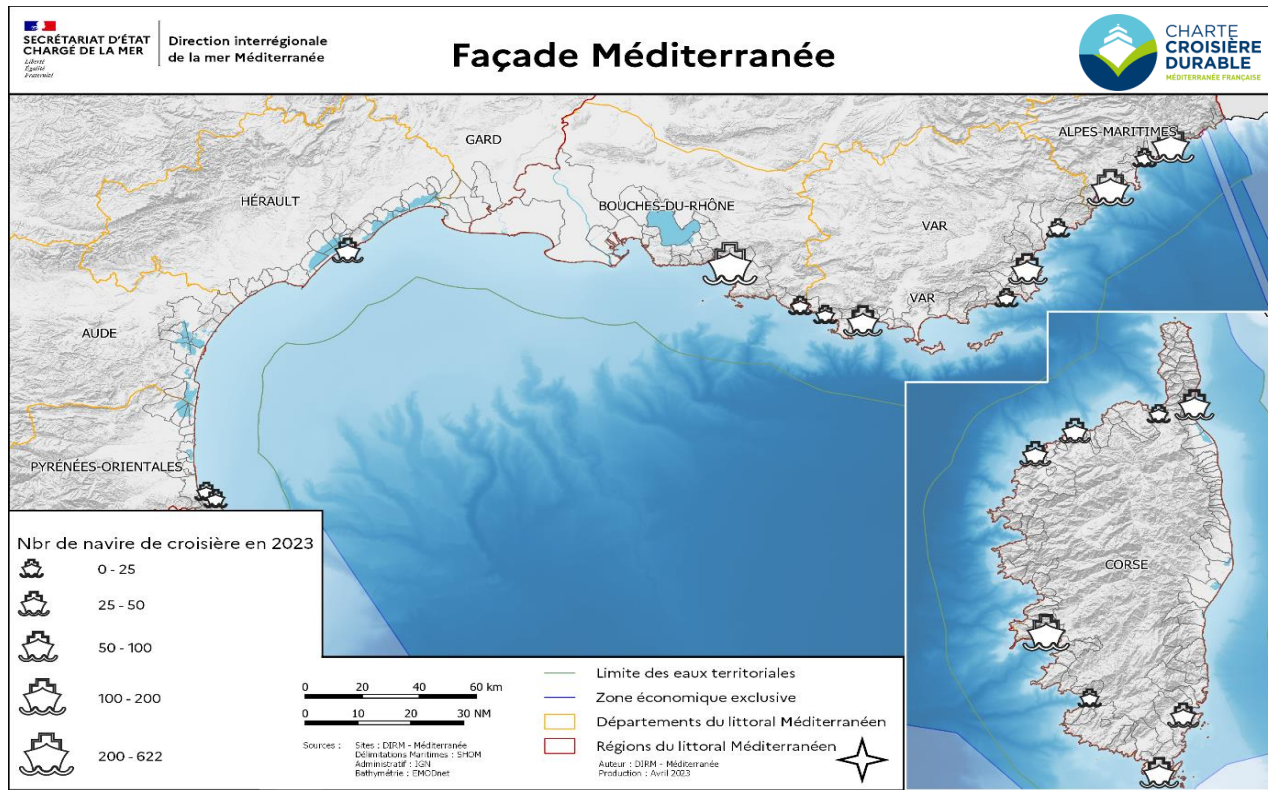 SECRÉTARIAT D'ÉTAT
CHARGÉ DE LA MER
Liberté
Égalité
Fraternité
Direction interrégionale
de la mer Méditerranée
Façade Méditerranée
CHARTE
CROISIÈRE
DURABLE
MÉDITERRANÉE FRANÇAISE
ALPES-MARITIMES
GARD
HÉRAULT
BOUCHES-DU-RHÔNE
VAR
VAR
AUDE
PYRÉNÉES-ORIENTALES
CORSE
Nbr de navire de croisière en 2023
0 - 25
25 - 50
50 - 100
100 - 200
200 - 622
0 20 40 60 km
0 10 20 30 NM
Sources : Sites : DIRM - Méditerranée
Délimitations Maritimes : SHOM
Administratif : IGN
Bathymétrie : EMODnet
Limite des eaux territoriales
Zone économique exclusive
Départements du littoral Méditerranéen
Régions du littoral Méditerranéen
Auteur : DIRM - Méditerranée
Production : Avril 2023